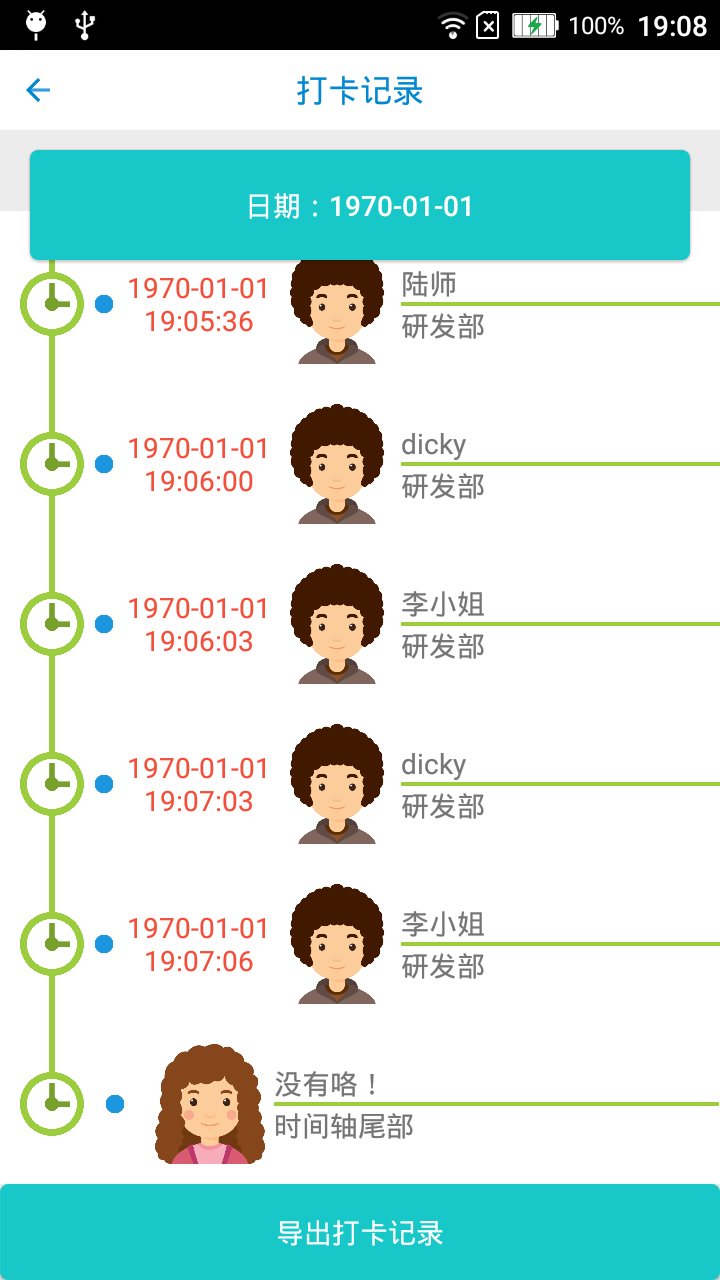 100% 19:08
打卡记录
日期：1970-01-01
1970-01-01
19:05:36
陆师
研发部
1970-01-01
19:06:00
dicky
研发部
1970-01-01
19:06:03
李小姐
研发部
1970-01-01
19:07:03
dicky
研发部
1970-01-01
19:07:06
李小姐
研发部
没有咯！
时间轴尾部
导出打卡记录